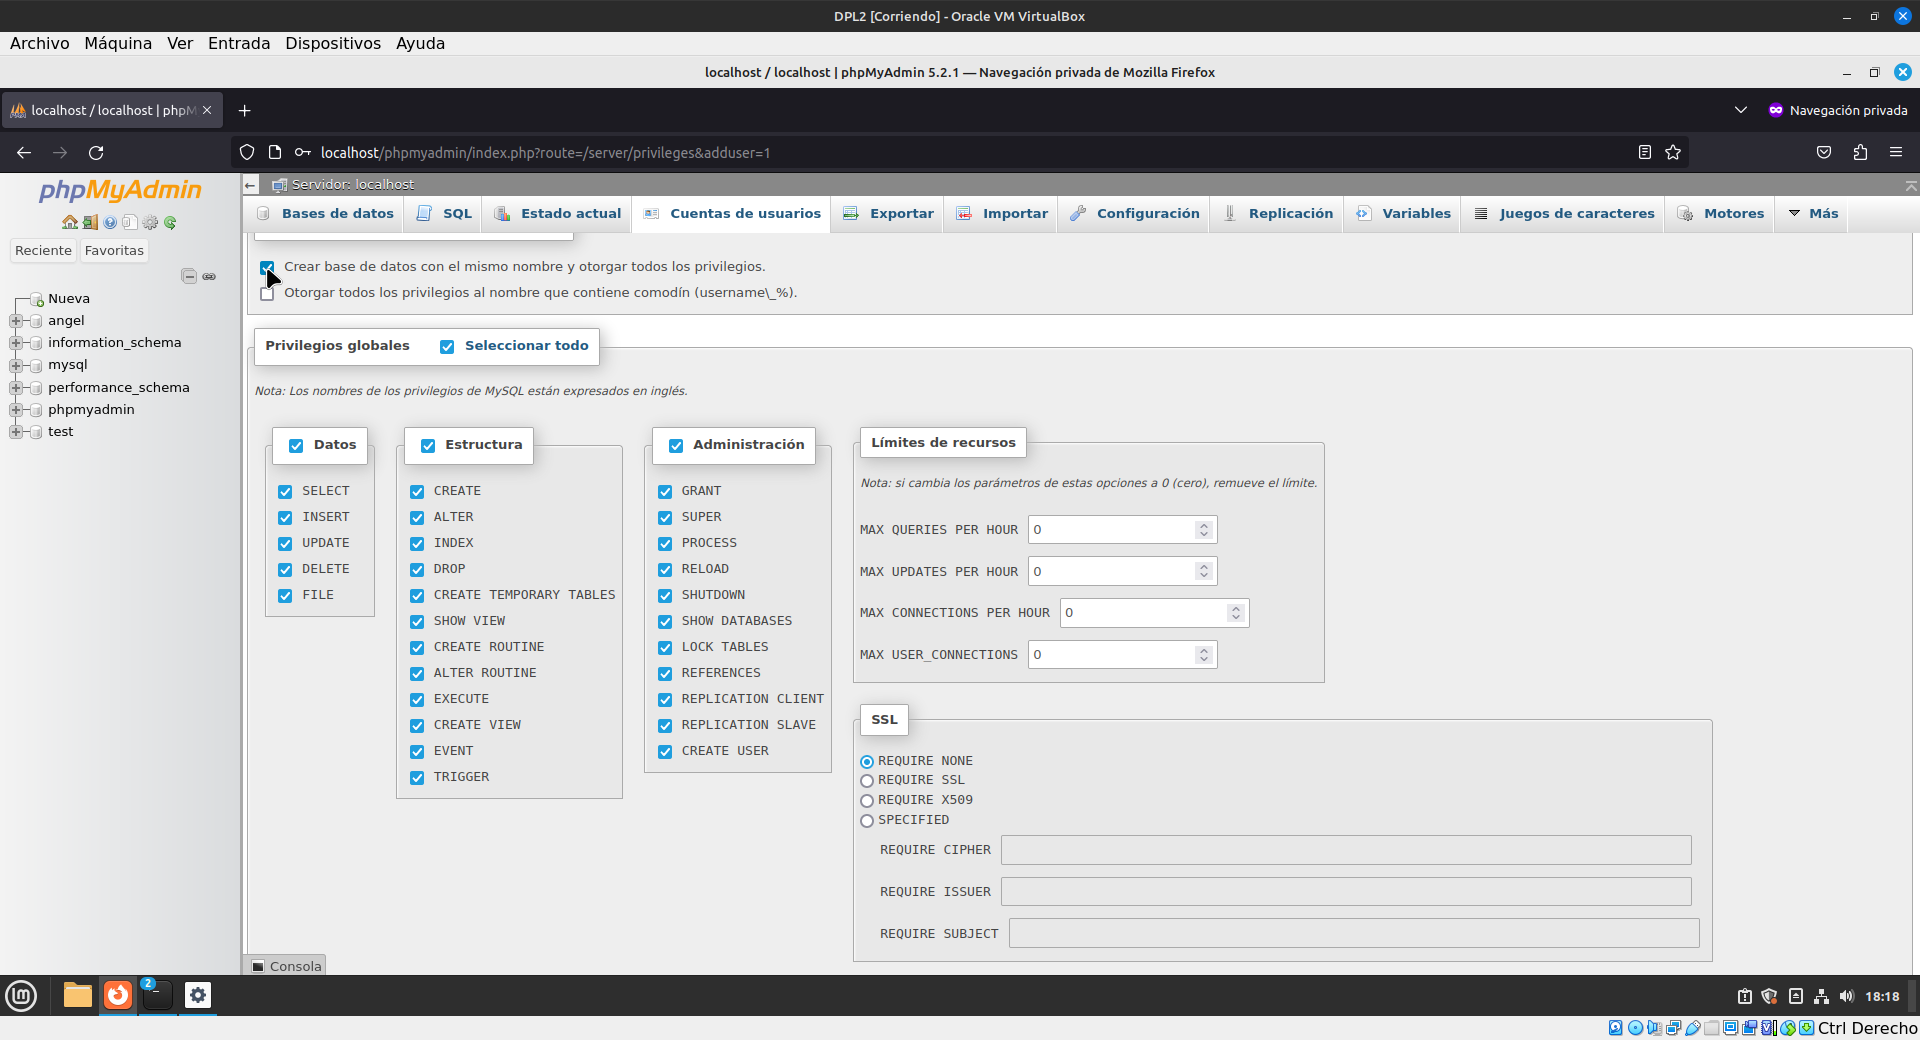 DPL2 [Corriendo] - Oracle VM VirtualBox
Archivo Máquina Ver Entrada Dispositivos Ayuda
localhost / localhost | phpMyAdmin 5.2.1 — Navegación privada de Mozilla Firefox
localhost / localhost | phpM
Navegación privada
localhost/phpmyadmin/index.php?route=/server/privileges&adduser=1
phpMyAdmin
Reciente Favoritas
Nueva
angel
information_schema
mysql
performance_schema
phpmyadmin
test
Servidor: localhost
Bases de datos SQL Estado actual Cuentas de usuarios Exportar Importar Configuración Replicación Variables Juegos de caracteres Motores Más
Crear base de datos con el mismo nombre y otorgar todos los privilegios.
Otorgar todos los privilegios al nombre que contiene comodín (username\_%).
Privilegios globales Seleccionar todo
Nota: Los nombres de los privilegios de MySQL están expresados en inglés.
Datos
SELECT
INSERT
UPDATE
DELETE
FILE
Estructura
CREATE
ALTER
INDEX
DROP
CREATE TEMPORARY TABLES
SHOW VIEW
CREATE ROUTINE
ALTER ROUTINE
EXECUTE
CREATE VIEW
EVENT
TRIGGER
Administración
GRANT
SUPER
PROCESS
RELOAD
SHUTDOWN
SHOW DATABASES
LOCK TABLES
REFERENCES
REPLICATION CLIENT
REPLICATION SLAVE
CREATE USER
Límites de recursos
Nota: si cambia los parámetros de estas opciones a 0 (cero), remueve el límite.
MAX QUERIES PER HOUR 0
MAX UPDATES PER HOUR 0
MAX CONNECTIONS PER HOUR 0
MAX USER_CONNECTIONS 0
SSL
REQUIRE NONE
REQUIRE SSL
REQUIRE X509
SPECIFIED
REQUIRE CIPHER
REQUIRE ISSUER
REQUIRE SUBJECT
Consola
2
18:18
Ctrl Derecho